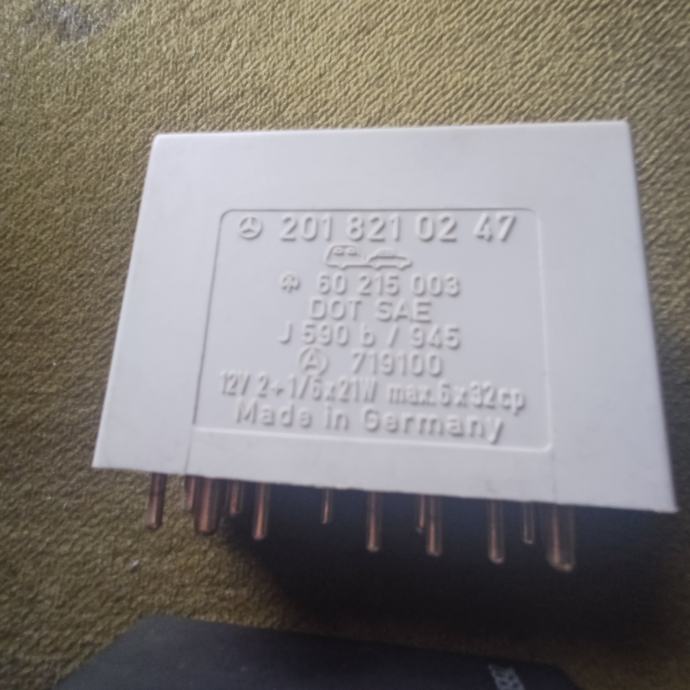 201 821 02 47
60 215 003
DOT SAE
J 590 b / 945
A 719100
12V 2+1/6x21W max.6x32cp
Made in Germany